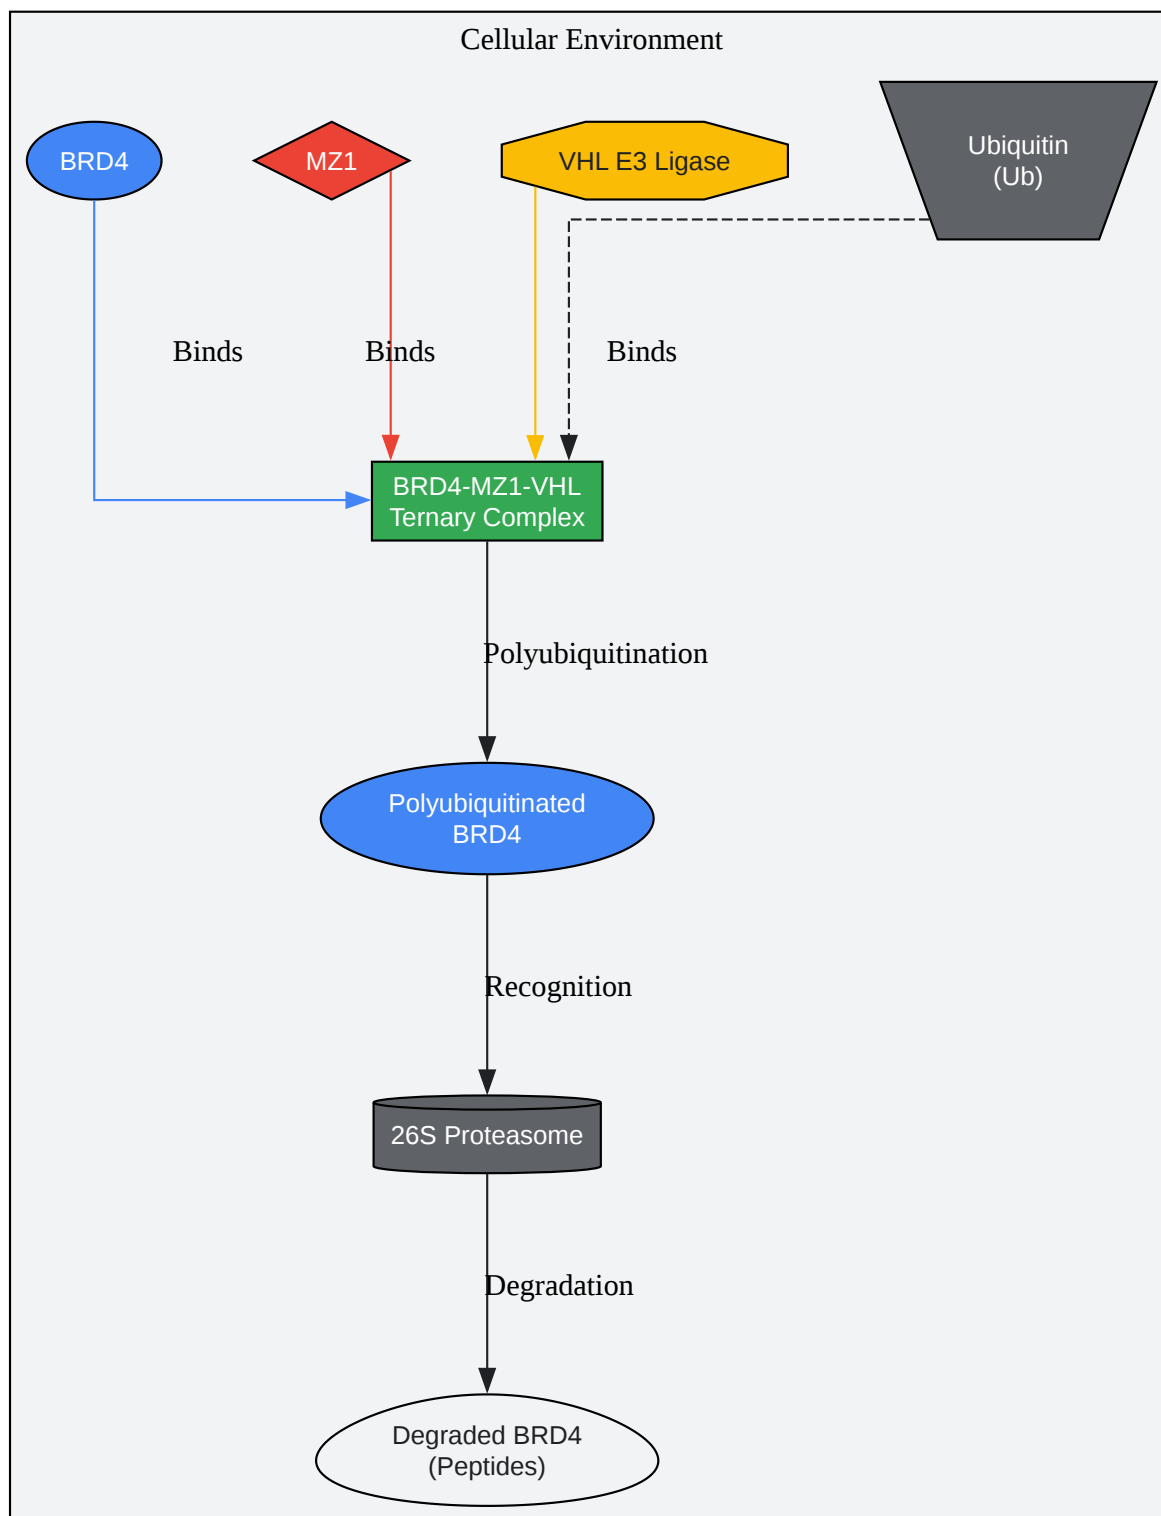 Cellular Environment
BRD4
MZ1
VHL E3 Ligase
Ubiquitin
(Ub)
Binds
Binds
Binds
BRD4-MZ1-VHL
Ternary Complex
Polyubiquitination
Polyubiquitinated
BRD4
Recognition
26S Proteasome
Degradation
Degraded BRD4
(Peptides)